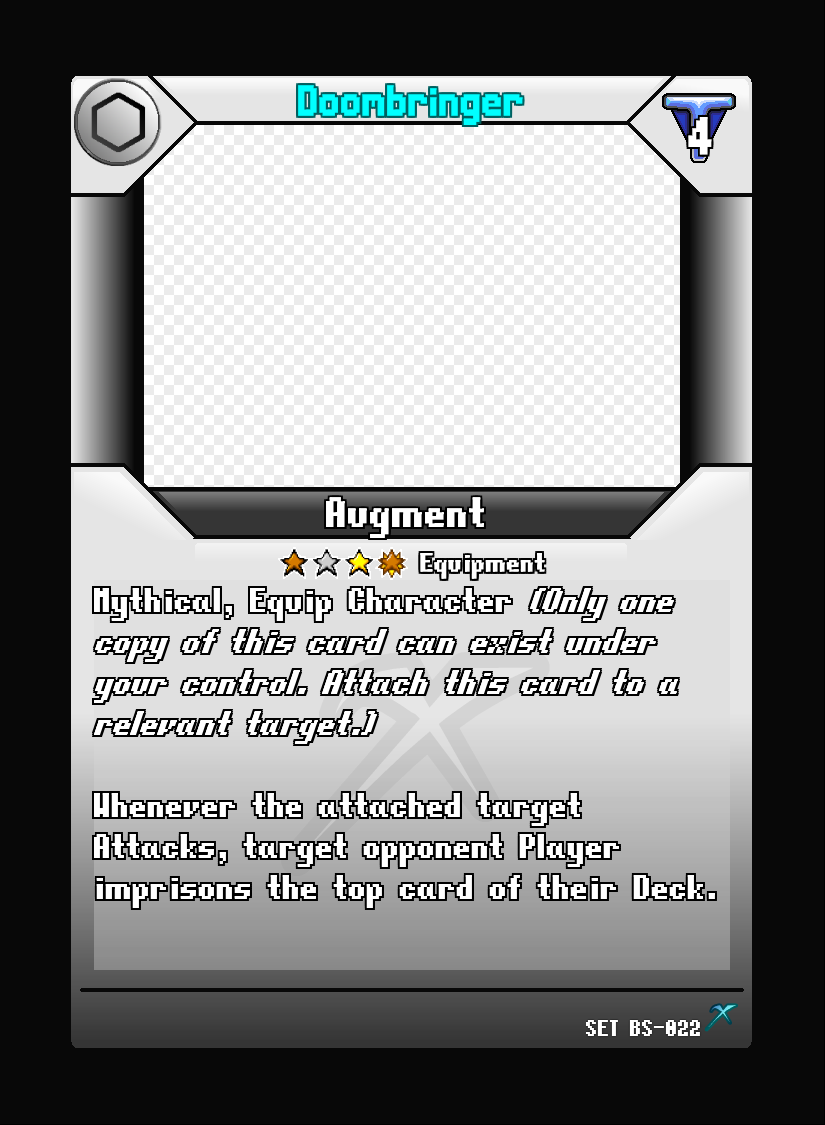 Doombringer
4
Augment
Equipment
Mythical, Equip Character (Only one
copy of this card can exist under
your control. Attach this card to a
relevant target.)
Whenever the attached target
Attacks, target opponent Player
imprisons the top card of their Deck.
SET BS-022